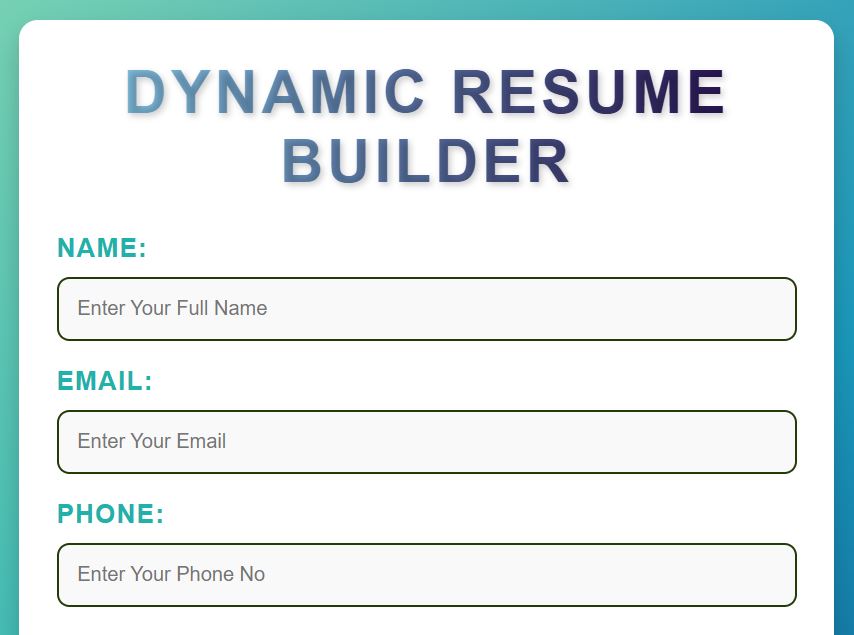 DYNAMIC RESUME
BUILDER
NAME:
Enter Your Full Name
EMAIL:
Enter Your Email
PHONE:
Enter Your Phone No